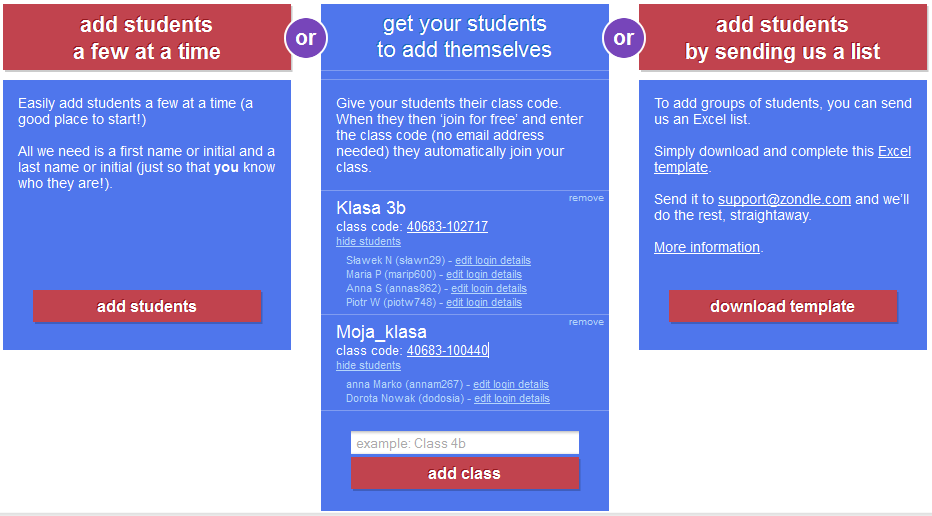 add students
a few at a time
Easily add students a few at a time (a
good place to start!)
All we need is a first name or initial and a
last name or initial (just so that you know
who they are!).
add students
or
get your students
to add themselves
Give your students their class code.
When they then 'join for free' and enter
the class code (no email address
needed) they automatically join your
class.
remove
Klasa 3b
class code: 40683-102717
hide students
Sławek N (sławn29) - edit login details
Maria P (marip600) - edit login details
Anna S (annas862) - edit login details
Piotr W (piotw748) - edit login details
remove
Moja_klasa
class code: 40683-100440
hide students
anna Marko (annam267) - edit login details
Dorota Nowak (dodosia) - edit login details
example: Class 4b
add class
or
add students
by sending us a list
To add groups of students, you can send
us an Excel list.
Simply download and complete this Excel
template.
Send it to support@zondle.com and we'll
do the rest, straightaway.
More information.
download template